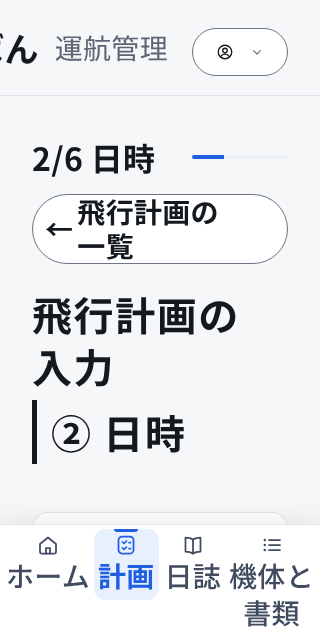 ん 運航管理
2/6 日時
← 飛行計画の
一覧
飛行計画の
入力
② 日時
ホーム 計画 日誌 機体と
書類